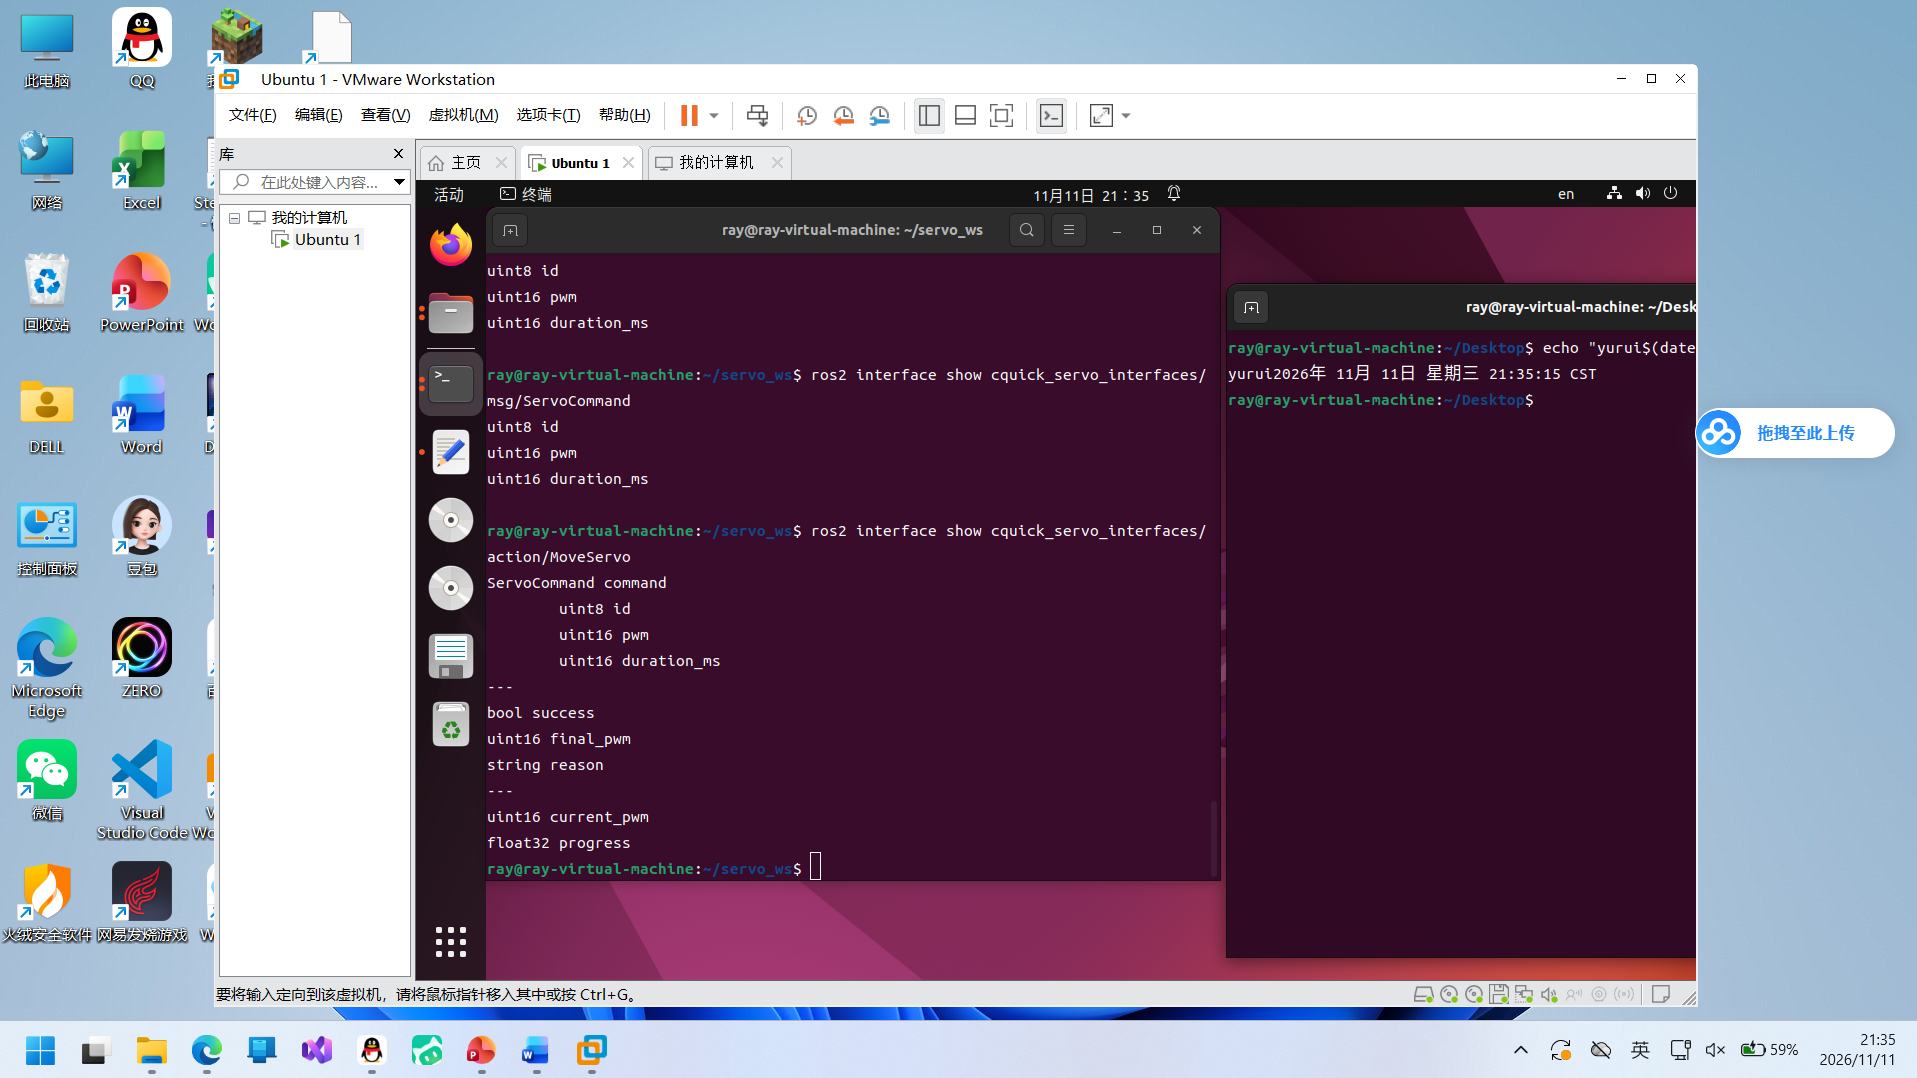 此电脑
QQ
网络
Excel
回收站
PowerPoint
DELL
Word
控制面板
豆包
Microsoft
Edge
ZERO
微信
Visual
Studio Code
火绒安全软件
网易发烧游戏
Ubuntu 1 - VMware Workstation
文件(F)
编辑(E)
查看(V)
虚拟机(M)
选项卡(T)
帮助(H)
库
在此处键入内容...
我的计算机
Ubuntu 1
主页
Ubuntu 1
我的计算机
活动
终端
11月11日 21：35
en
ray@ray-virtual-machine: ~/servo_ws
uint8 id
uint16 pwm
uint16 duration_ms
ray@ray-virtual-machine:~/servo_ws$ ros2 interface show cquick_servo_interfaces/
msg/ServoCommand
uint8 id
uint16 pwm
uint16 duration_ms
ray@ray-virtual-machine:~/servo_ws$ ros2 interface show cquick_servo_interfaces/
action/MoveServo
ServoCommand command
uint8 id
uint16 pwm
uint16 duration_ms
---
bool success
uint16 final_pwm
string reason
---
uint16 current_pwm
float32 progress
ray@ray-virtual-machine:~/servo_ws$
ray@ray-virtual-machine: ~/Desk
ray@ray-virtual-machine:~/Desktop$ echo "yurui$(date
yurui2026年 11月 11日 星期三 21:35:15 CST
ray@ray-virtual-machine:~/Desktop$
拖拽至此上传
要将输入定向到该虚拟机，请将鼠标指针移入其中或按 Ctrl+G。
英
59%
21:35
2026/11/11